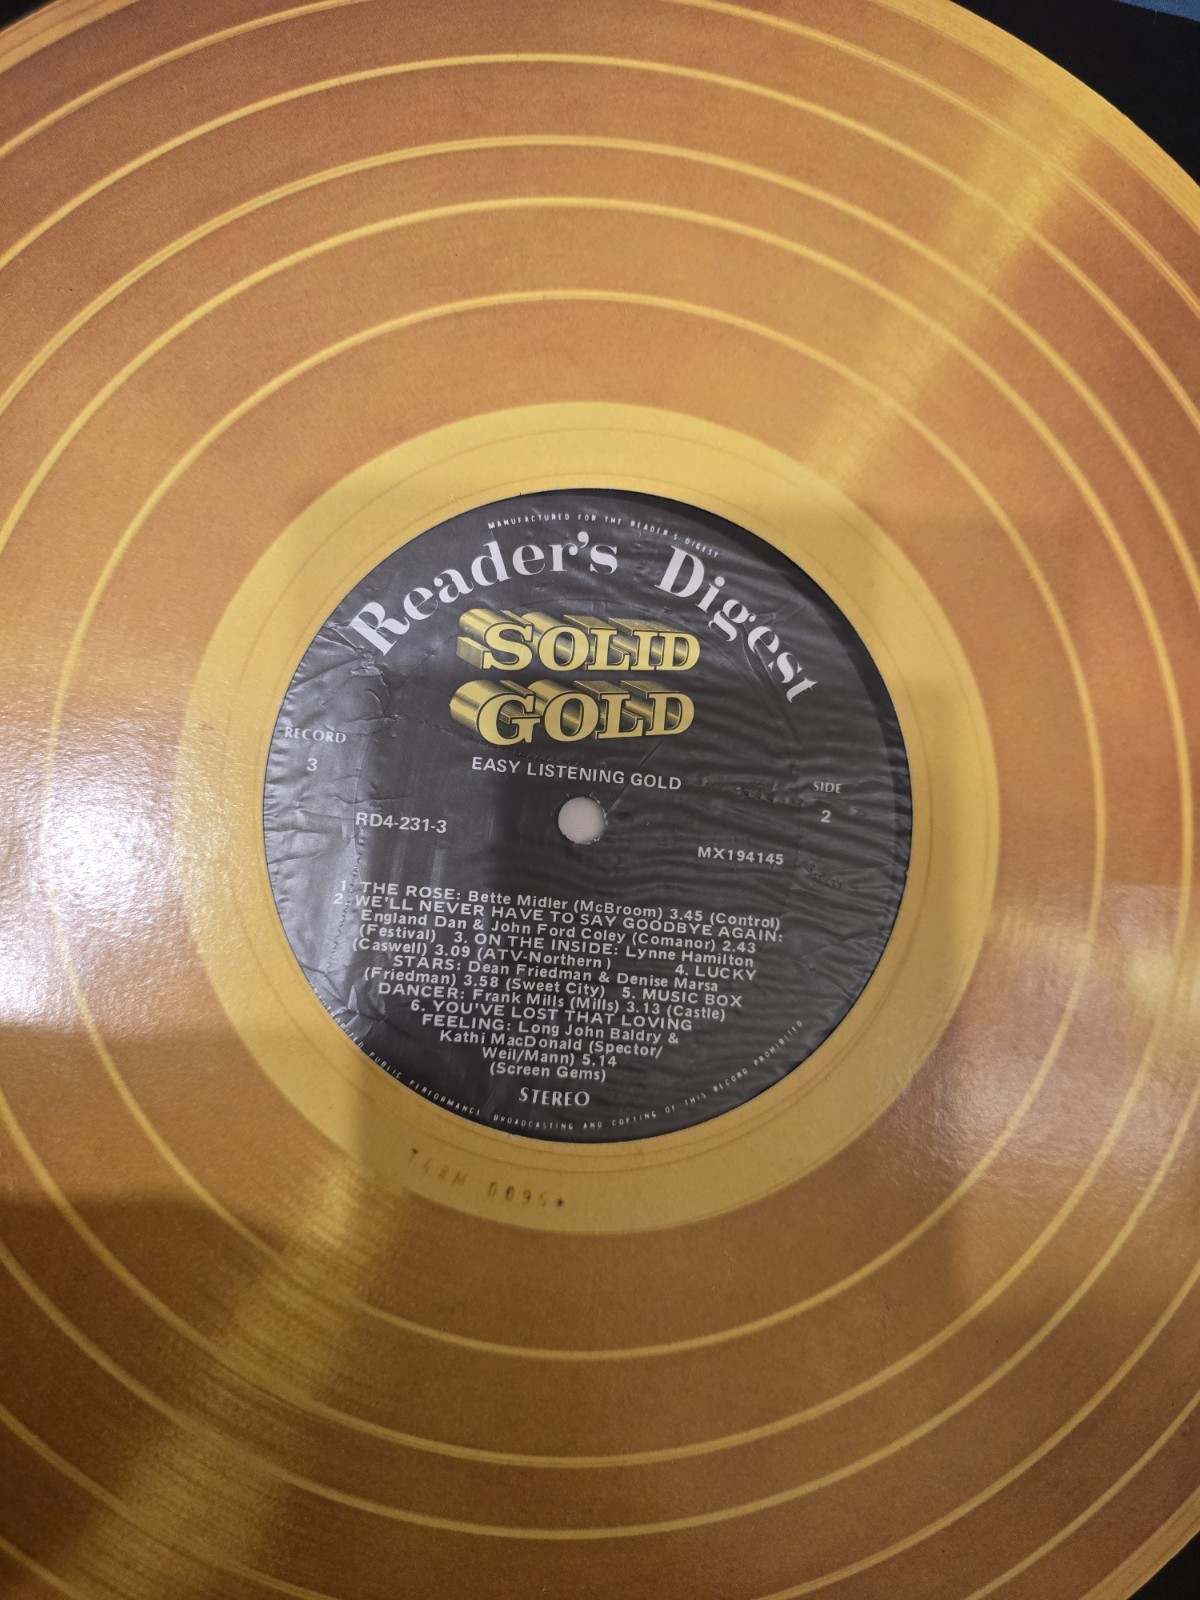 MANUFACTURED FOR THE READER'S DIGEST
Reader's Digest
SOLID
GOLD
EASY LISTENING GOLD
RECORD
3
SIDE
2
RD4-231-3
MX194145
1. THE ROSE: Bette Midler (McBroom) 3.45 (Control)
2. WE'LL NEVER HAVE TO SAY GOODBYE AGAIN:
England Dan & John Ford Coley (Comanor) 2.43
(Festival) 3. ON THE INSIDE: Lynne Hamilton
(Caswell) 3.09 (ATV-Northern) 4. LUCKY
STARS: Dean Friedman & Denise Marsa
(Friedman) 3.58 (Sweet City) 5. MUSIC BOX
DANCER: Frank Mills (Mills) 3.13 (Castle)
6. YOU'VE LOST THAT LOVING
FEELING: Long John Baldry &
Kathi MacDonald (Spector/
Weil/Mann) 5.14
(Screen Gems)
STEREO
PUBLIC PERFORMANCE BROADCASTING AND COPYING OF THIS RECORD PROHIBITED